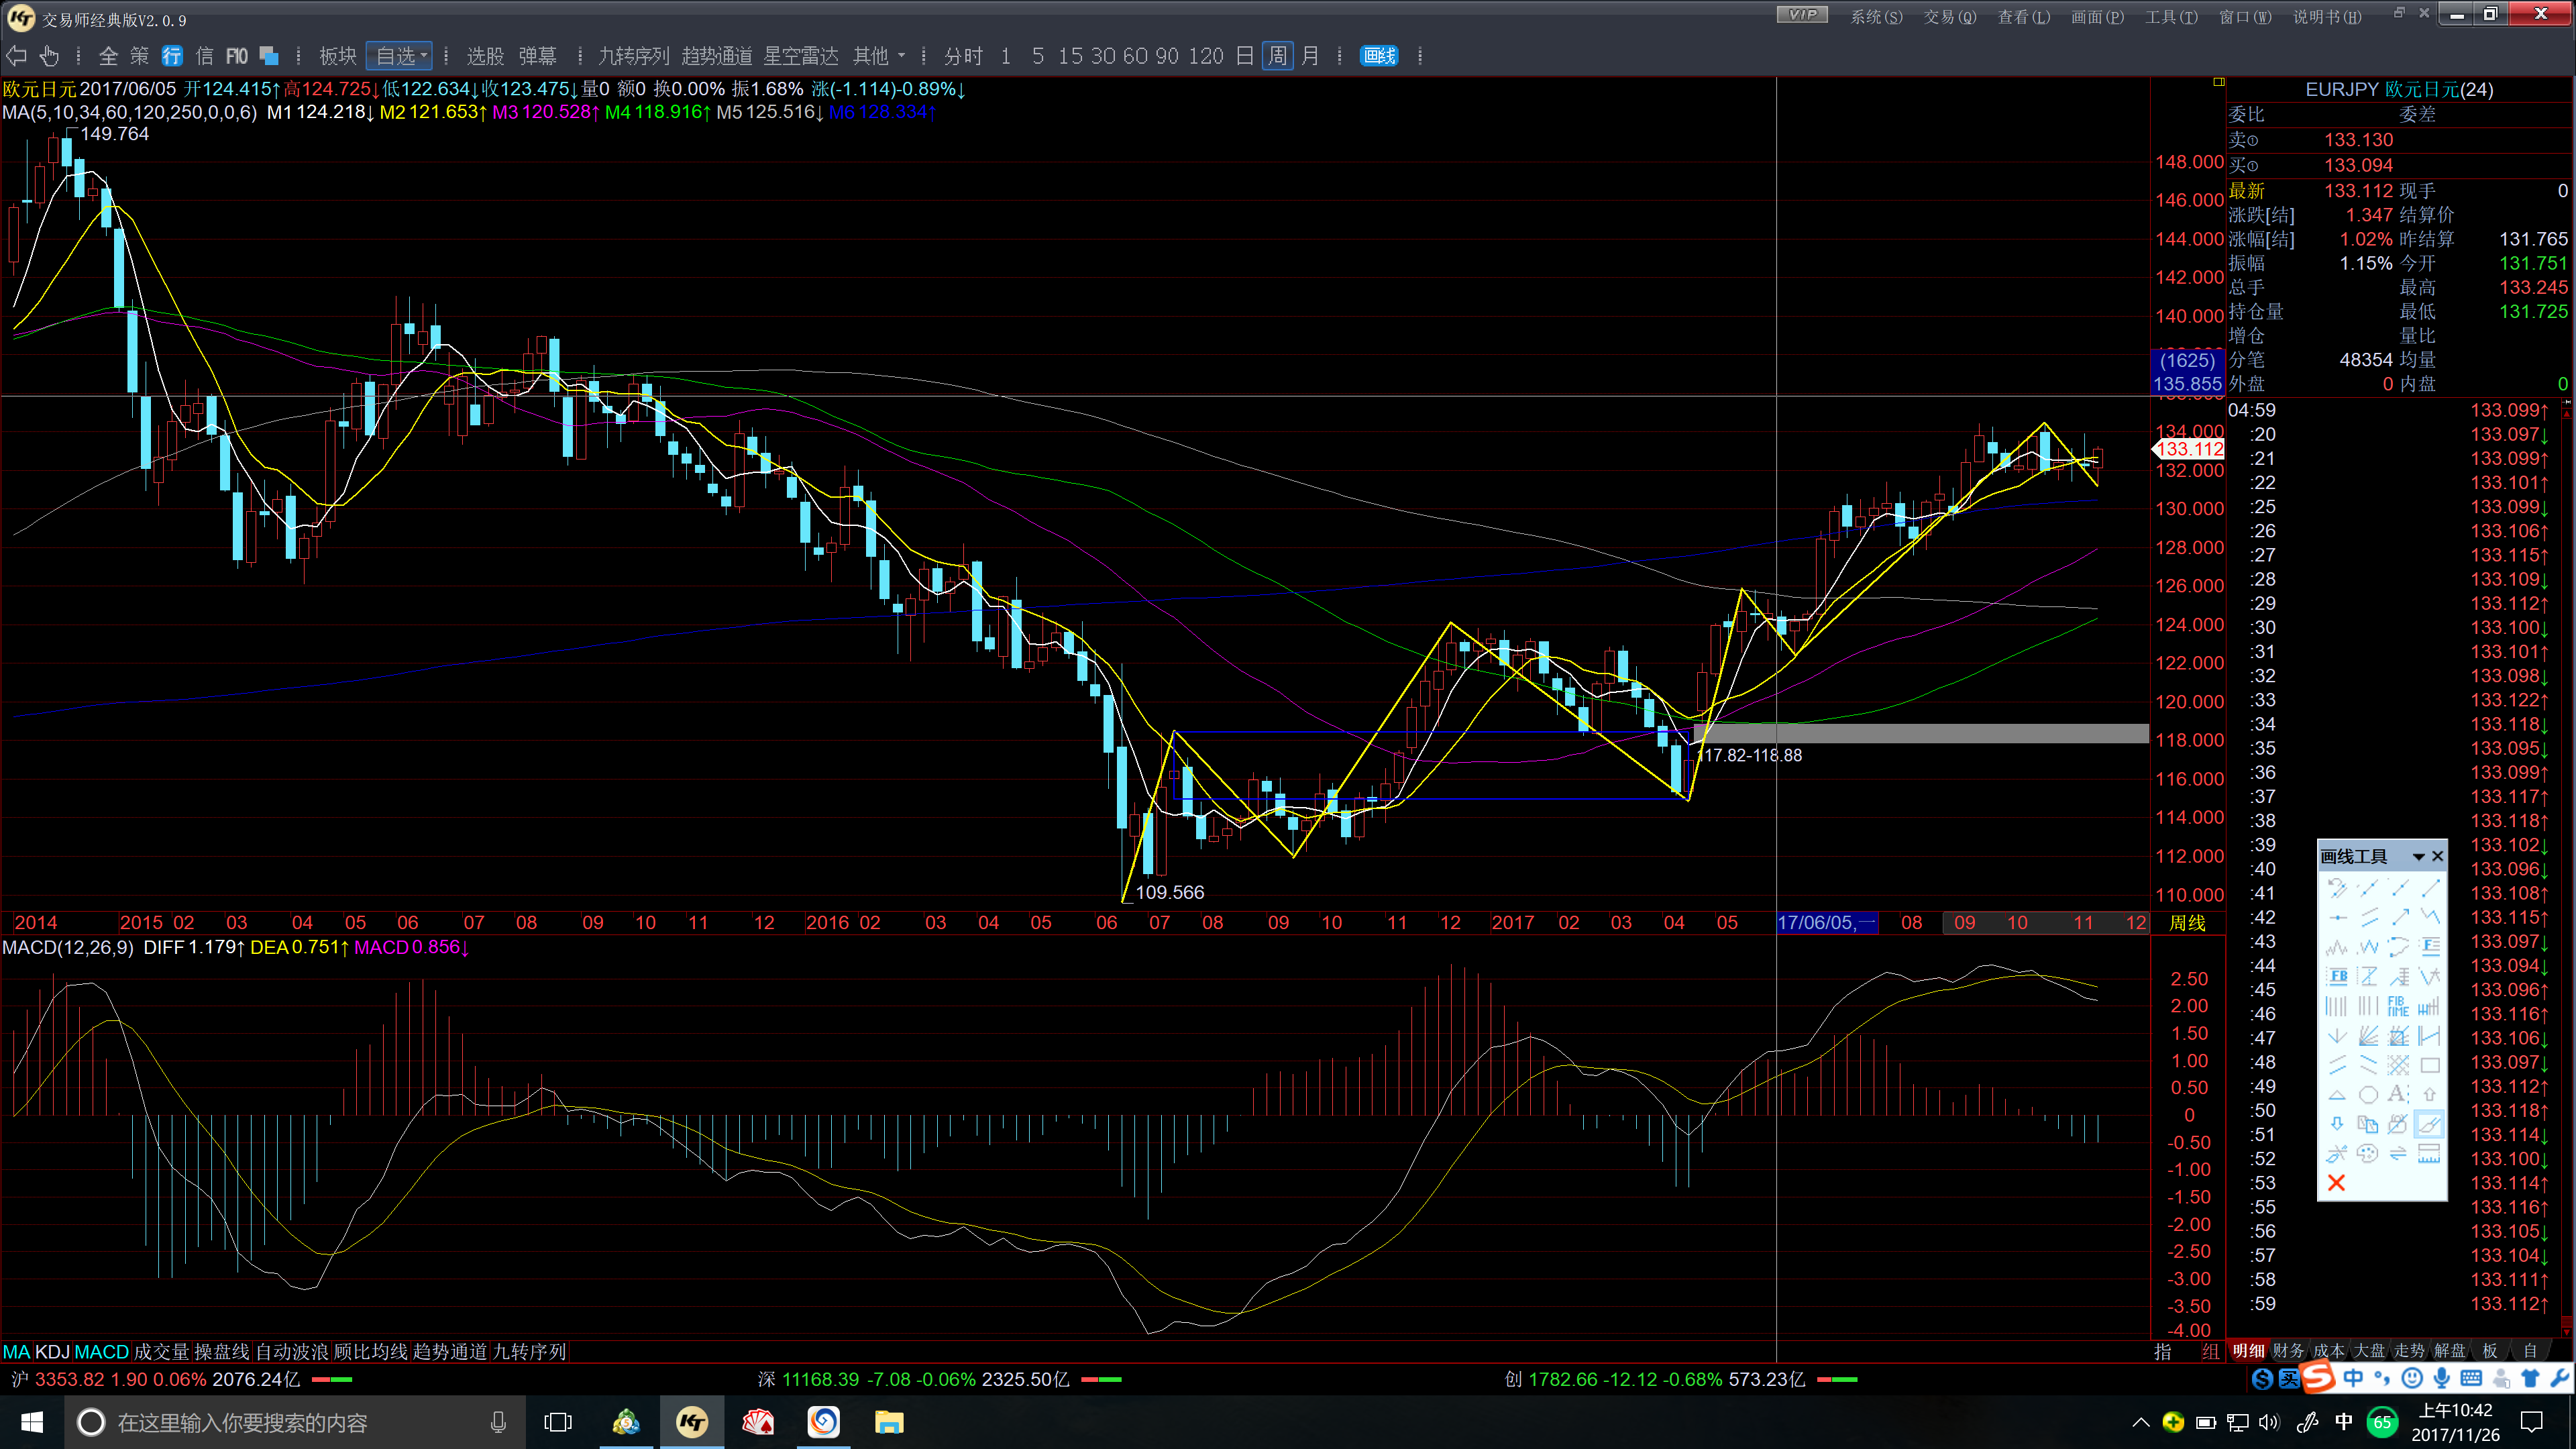 交易师经典版V2.0.9
VIP 系统(S) 交易(Q) 查看(L) 画面(P) 工具(T) 窗口(W) 说明书(H)
全 策 行 信 F10 板块 自选 选股 弹幕 九转序列 趋势通道 星空雷达 其他 分时 1 5 15 30 60 90 120 日 周 月 画线
欧元日元2017/06/05 开124.415↑高124.725↓低122.634↓收123.475↓量0 额0 换0.00% 振1.68% 涨(-1.114)-0.89%↓
MA(5,10,34,60,120,250,0,0,6) M1 124.218↓ M2 121.653↑ M3 120.528↑ M4 118.916↑ M5 125.516↓ M6 128.334↑
149.764
148.000
146.000
144.000
142.000
140.000
(1625)
135.855
134.000
133.112
132.000
130.000
128.000
126.000
124.000
122.000
120.000
118.000
117.82-118.88
116.000
114.000
112.000
109.566
110.000
2014 2015 02 03 04 05 06 07 08 09 10 11 12 2016 02 03 04 05 06 07 08 09 10 11 12 2017 02 03 04 05 17/06/05,一 08 09 10 11 12 周线
MACD(12,26,9) DIFF 1.179↑ DEA 0.751↑ MACD 0.856↓
2.50
2.00
1.50
1.00
0.50
0
-0.50
-1.00
-1.50
-2.00
-2.50
-3.00
-3.50
-4.00
MA KDJ MACD 成交量 操盘线 自动波浪 顾比均线 趋势通道 九转序列 指 组
EURJPY 欧元日元(24)
委比 委差
卖① 133.130
买① 133.094
最新 133.112 现手 0
涨跌[结] 1.347 结算价
涨幅[结] 1.02% 昨结算 131.765
振幅 1.15% 今开 131.751
总手 最高 133.245
持仓量 最低 131.725
增仓 量比
分笔 48354 均量
外盘 0 内盘 0
04:59 133.099↑
:20 133.097↓
:21 133.099↑
:22 133.101↑
:25 133.099↓
:26 133.106↑
:27 133.115↑
:28 133.109↓
:29 133.112↑
:30 133.100↓
:31 133.101↑
:32 133.098↓
:33 133.122↑
:34 133.118↓
:35 133.095↓
:36 133.099↑
:37 133.117↑
:38 133.118↑
:39 133.102↓
:40 133.096↓
:41 133.108↑
:42 133.115↑
:43 133.097↓
:44 133.094↓
:45 133.096↑
:46 133.116↑
:47 133.106↓
:48 133.097↓
:49 133.112↑
:50 133.118↑
:51 133.114↓
:52 133.100↓
:53 133.114↑
:55 133.116↑
:56 133.105↓
:57 133.104↓
:58 133.111↑
:59 133.112↑
画线工具
FB
FIB
TIME
明细 财务 成本 大盘 走势 解盘 板 自
沪 3353.82 1.90 0.06% 2076.24亿 深 11168.39 -7.08 -0.06% 2325.50亿 创 1782.66 -12.12 -0.68% 573.23亿
买 中
在这里输入你要搜索的内容
中 65 上午10:42
2017/11/26